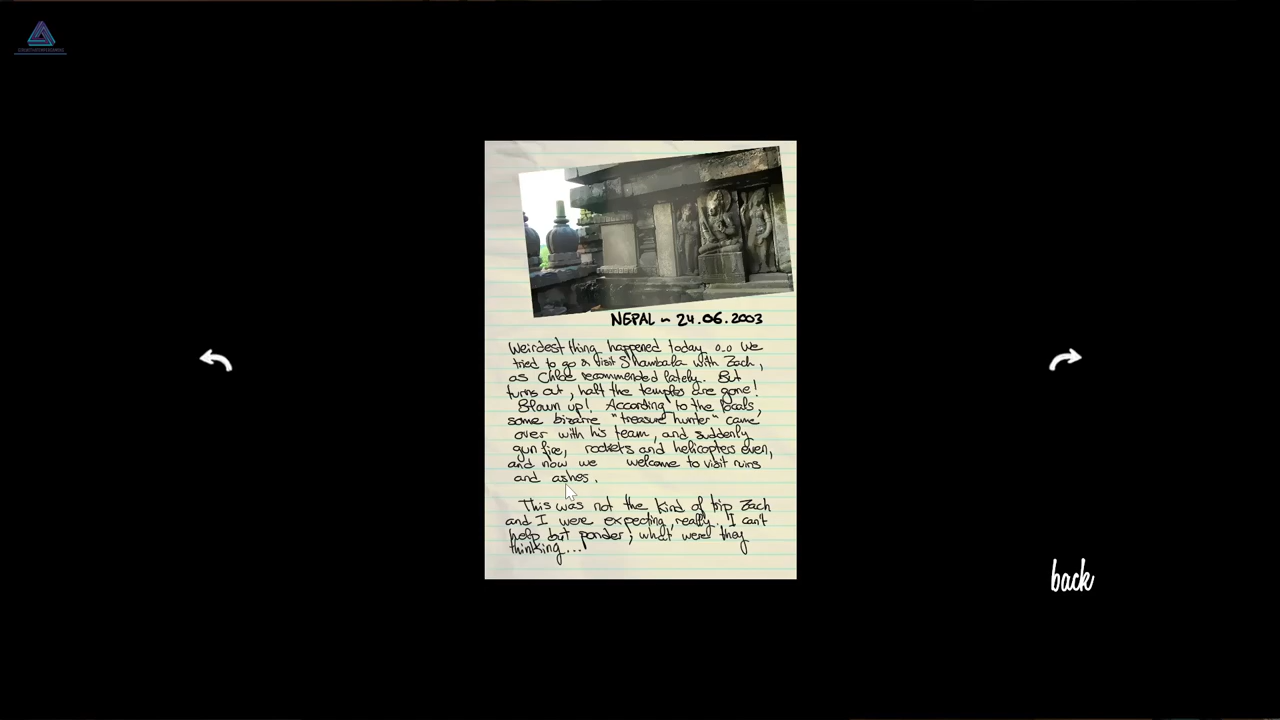 NEPAL ~ 24.06.2003
Weirdest thing happened today o.o We
tried to go & visit Shambala with Zach,
as Chloe recommended lately. But
turns out, half the temples are gone!
Blown up! According to the locals,
some bizarre "treasure hunter" came
over with his team, and suddenly
gun fire, rockets and helicopters even,
and now we welcome to visit ruins
and ashes.
This was not the kind of trip Zach
and I were expecting, really. I can't
help but ponder; what were they
thinking...
back